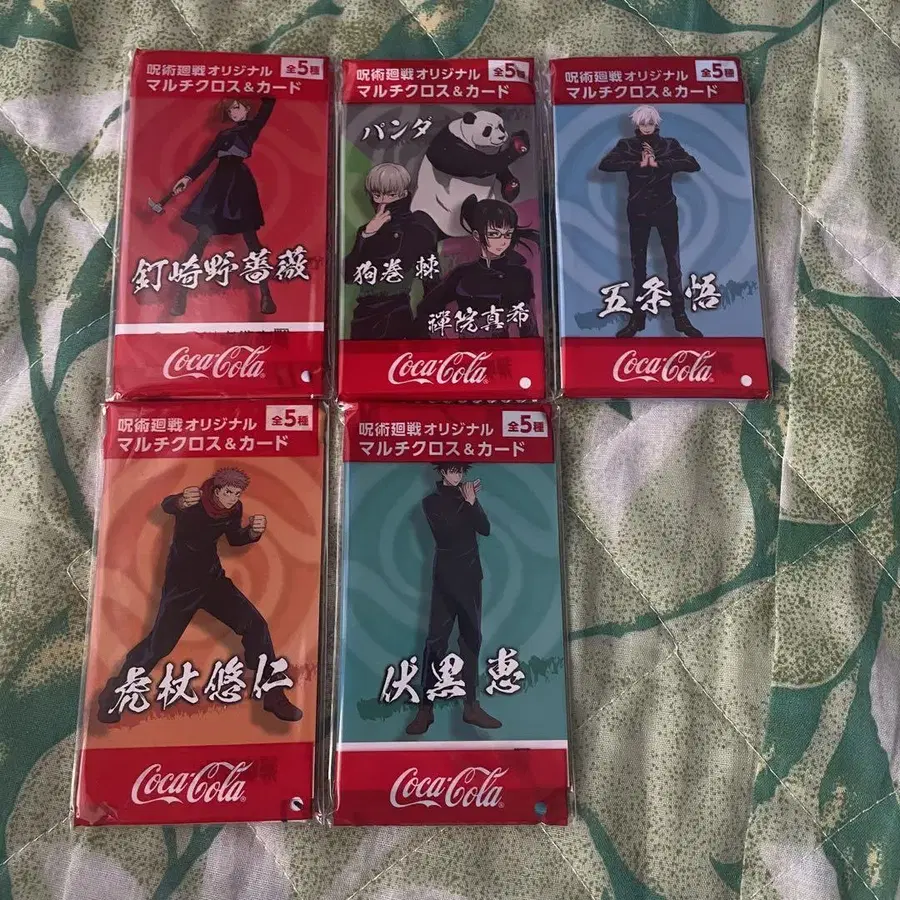 呪術廻戦オリジナル
マルチクロス&カード
全5種
釘崎野薔薇
Coca-Cola
呪術廻戦オリジナル
マルチクロス&カード
全5種
パンダ
狗巻 棘
禪院真希
Coca-Cola
呪術廻戦オリジナル
マルチクロス&カード
全5種
五条 悟
Coca-Cola
呪術廻戦オリジナル
マルチクロス&カード
全5種
虎杖悠仁
Coca-Cola
呪術廻戦オリジナル
マルチクロス&カード
全5種
伏黒 恵
Coca-Cola